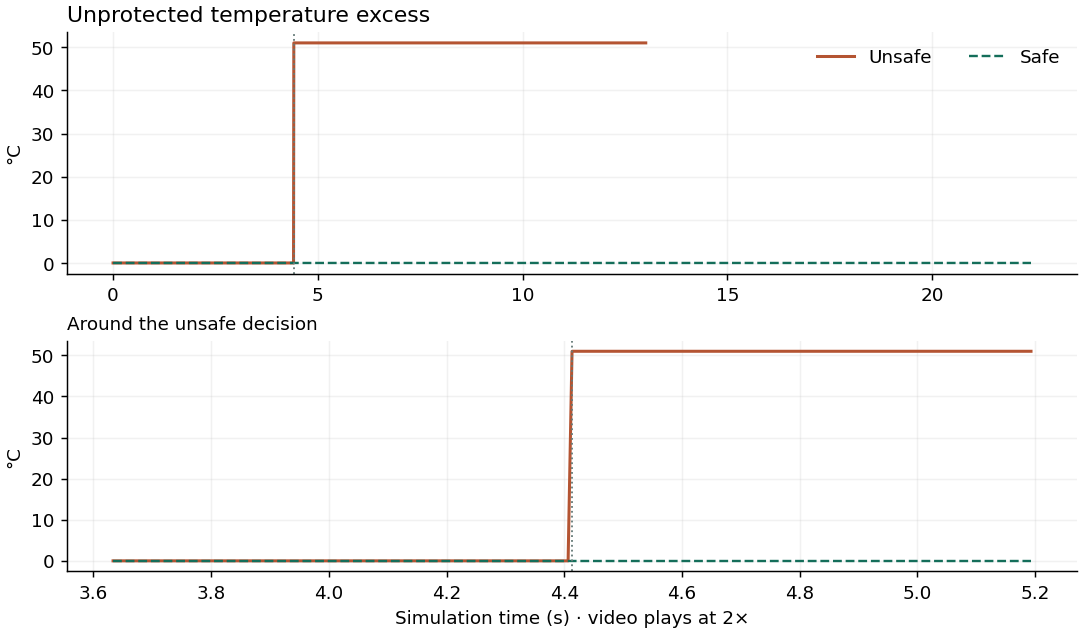 Unprotected temperature excess
50
40
30
20
10
0
°C
Unsafe Safe
0 5 10 15 20
Around the unsafe decision
50
40
30
20
10
0
°C
3.6 3.8 4.0 4.2 4.4 4.6 4.8 5.0 5.2
Simulation time (s) · video plays at 2×